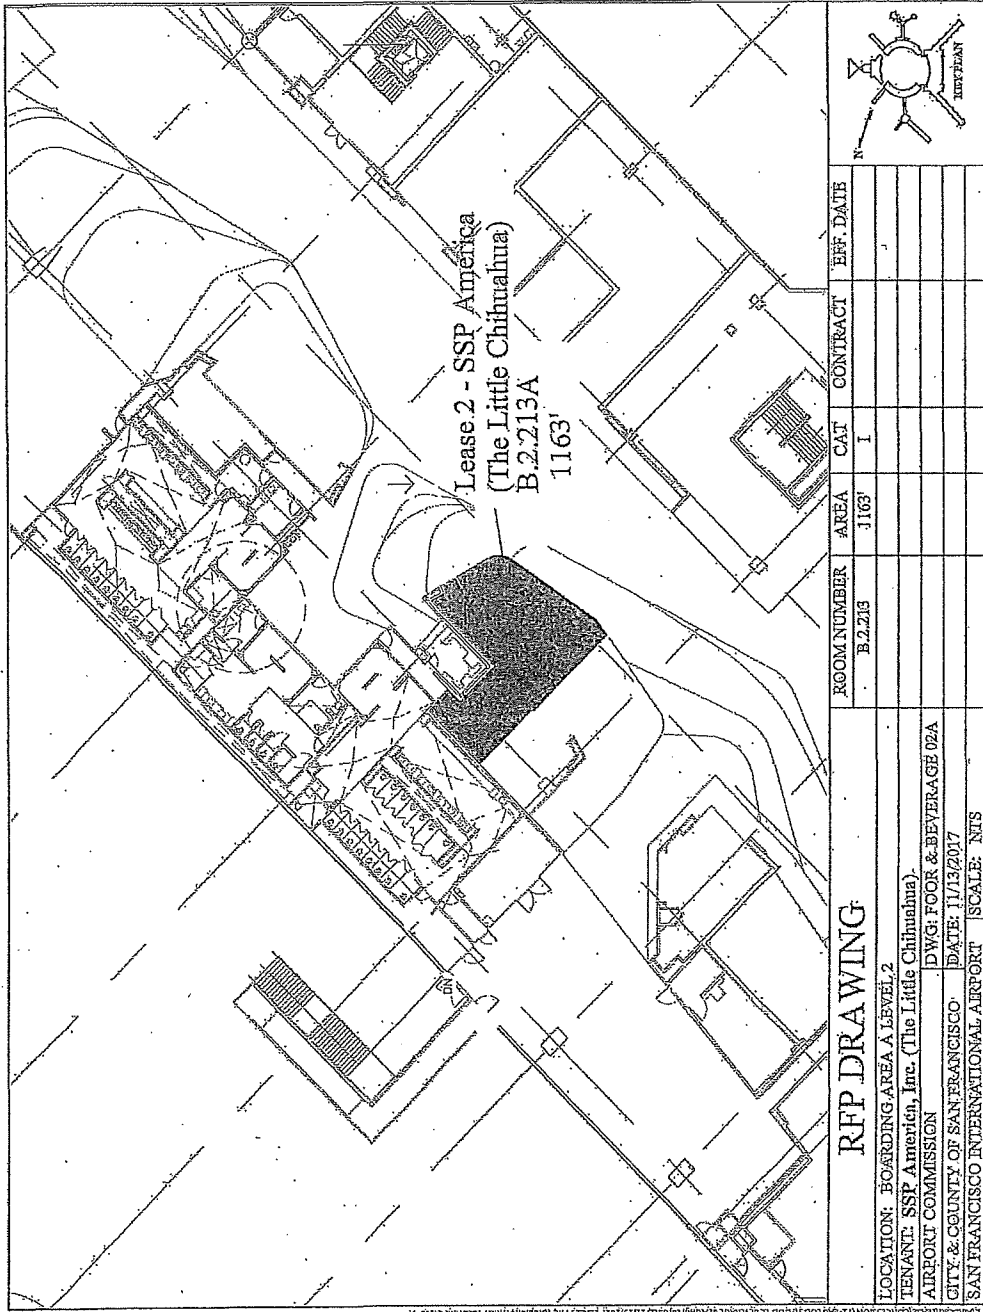 Lease 2 - SSP America
(The Little Chihuahua)
B.2.213A
1163'
DN
RFP DRAWING
LOCATION: BOARDING AREA A LEVEL 2
TENANT: SSP America, Inc. (The Little Chihuahua)
AIRPORT COMMISSION
DWG: FOOR & BEVERAGE 02A
CITY & COUNTY OF SAN FRANCISCO
DATE: 11/13/2017
SAN FRANCISCO INTERNATIONAL AIRPORT
SCALE: NTS
ROOM NUMBER AREA CAT CONTRACT EFF. DATE
B.2.213 1163' I
N
KEY PLAN